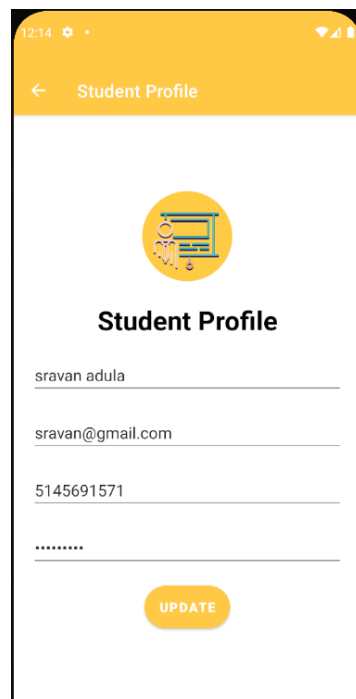 12:14
Student Profile
Student Profile
sravan adula
sravan@gmail.com
5145691571
•••••••••
UPDATE